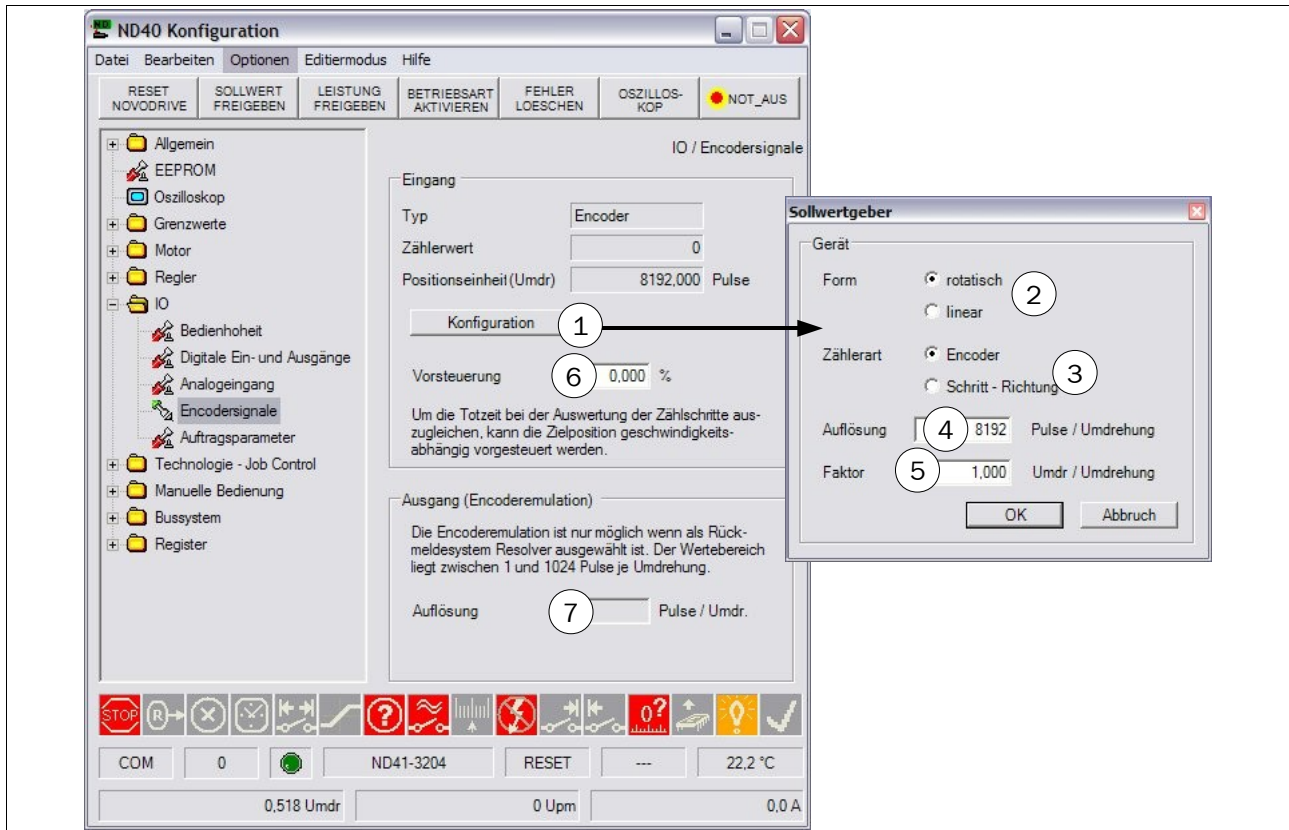 ND40 Konfiguration
Datei Bearbeiten Optionen Editiermodus Hilfe
RESET NOVODRIVE
SOLLWERT FREIGEBEN
LEISTUNG FREIGEBEN
BETRIEBSART AKTIVIEREN
FEHLER LOESCHEN
OSZILLOS-KOP
NOT_AUS
Allgemein
EEPROM
Oszilloskop
Grenzwerte
Motor
Regler
IO
Bedienhoheit
Digitale Ein- und Ausgänge
Analogeingang
Encodersignale
Auftragsparameter
Technologie - Job Control
Manuelle Bedienung
Bussystem
Register
IO / Encodersignale
Eingang
Typ Encoder
Zählerwert 0
Positionseinheit (Umdr) 8192,000 Pulse
Konfiguration 1
Vorsteuerung 6 0,000 %
Um die Totzeit bei der Auswertung der Zählschritte aus-
zugleichen, kann die Zielposition geschwindigkeits-
abhängig vorgesteuert werden.
Ausgang (Encoderemulation)
Die Encoderemulation ist nur möglich wenn als Rück-
meldesystem Resolver ausgewählt ist. Der Wertebereich
liegt zwischen 1 und 1024 Pulse je Umdrehung.
Auflösung 7 Pulse / Umdr.
Sollwertgeber
Gerät
Form rotatisch 2
linear
Zählerart Encoder
Schritt - Richtung 3
Auflösung 4 8192 Pulse / Umdrehung
Faktor 5 1,000 Umdr / Umdrehung
OK Abbruch
STOP R ? 0?
COM 0 ND41-3204 RESET --- 22,2 °C
0,518 Umdr 0 Upm 0,0 A